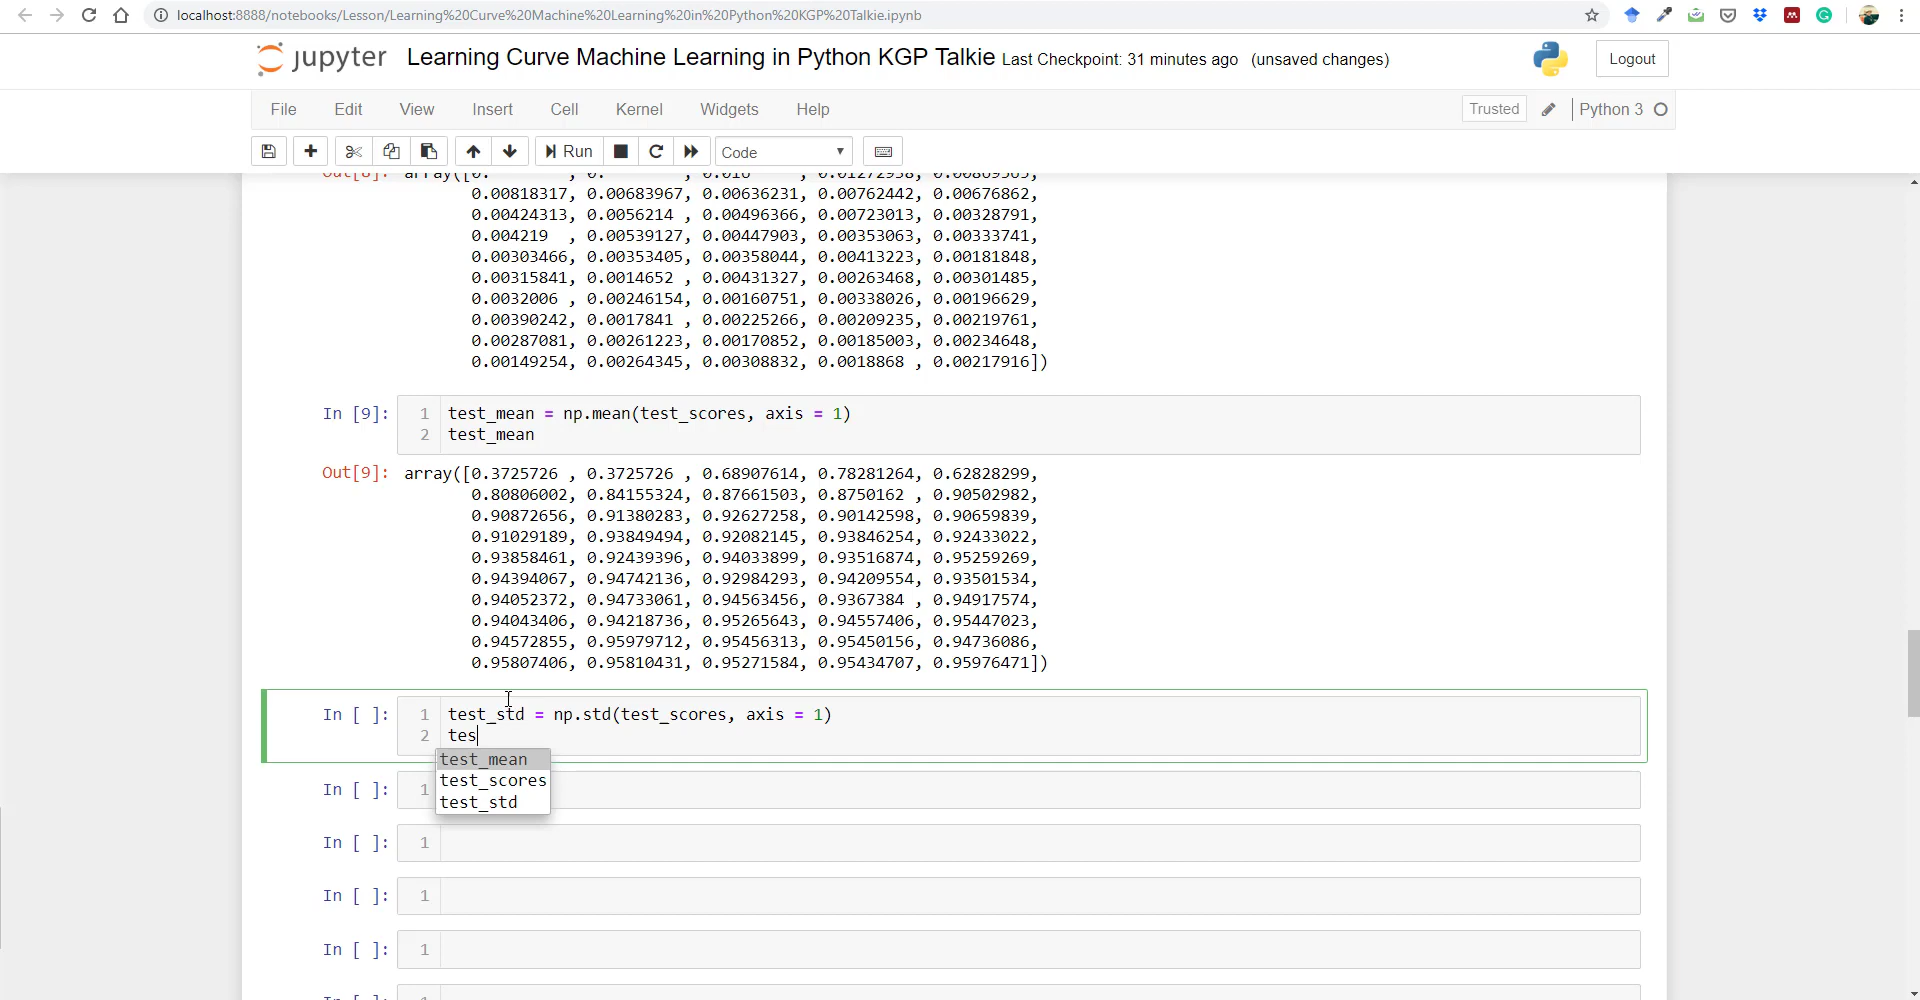 localhost:8888/notebooks/Lesson/Learning%20Curve%20Machine%20Learning%20in%20Python%20KGP%20Talkie.ipynb
jupyter Learning Curve Machine Learning in Python KGP Talkie Last Checkpoint: 31 minutes ago (unsaved changes) Logout
File Edit View Insert Cell Kernel Widgets Help Trusted Python 3
Run Code
Out[8]: array([0. , 0. , 0.016 , 0.01272938, 0.00869565,
0.00818317, 0.00683967, 0.00636231, 0.00762442, 0.00676862,
0.00424313, 0.0056214 , 0.00496366, 0.00723013, 0.00328791,
0.004219 , 0.00539127, 0.00447903, 0.00353063, 0.00333741,
0.00303466, 0.00353405, 0.00358044, 0.00413223, 0.00181848,
0.00315841, 0.0014652 , 0.00431327, 0.00263468, 0.00301485,
0.0032006 , 0.00246154, 0.00160751, 0.00338026, 0.00196629,
0.00390242, 0.0017841 , 0.00225266, 0.00209235, 0.00219761,
0.00287081, 0.00261223, 0.00170852, 0.00185003, 0.00234648,
0.00149254, 0.00264345, 0.00308832, 0.0018868 , 0.00217916])
In [9]: 1 test_mean = np.mean(test_scores, axis = 1)
2 test_mean
Out[9]: array([0.3725726 , 0.3725726 , 0.68907614, 0.78281264, 0.62828299,
0.80806002, 0.84155324, 0.87661503, 0.8750162 , 0.90502982,
0.90872656, 0.91380283, 0.92627258, 0.90142598, 0.90659839,
0.91029189, 0.93849494, 0.92082145, 0.93846254, 0.92433022,
0.93858461, 0.92439396, 0.94033899, 0.93516874, 0.95259269,
0.94394067, 0.94742136, 0.92984293, 0.94209554, 0.93501534,
0.94052372, 0.94733061, 0.94563456, 0.9367384 , 0.94917574,
0.94043406, 0.94218736, 0.95265643, 0.94557406, 0.95447023,
0.94572855, 0.95979712, 0.95456313, 0.95450156, 0.94736086,
0.95807406, 0.95810431, 0.95271584, 0.95434707, 0.95976471])
In [ ]: 1 test_std = np.std(test_scores, axis = 1)
2 tes
test_mean
test_scores
test_std
In [ ]: 1
In [ ]: 1
In [ ]: 1
In [ ]: 1